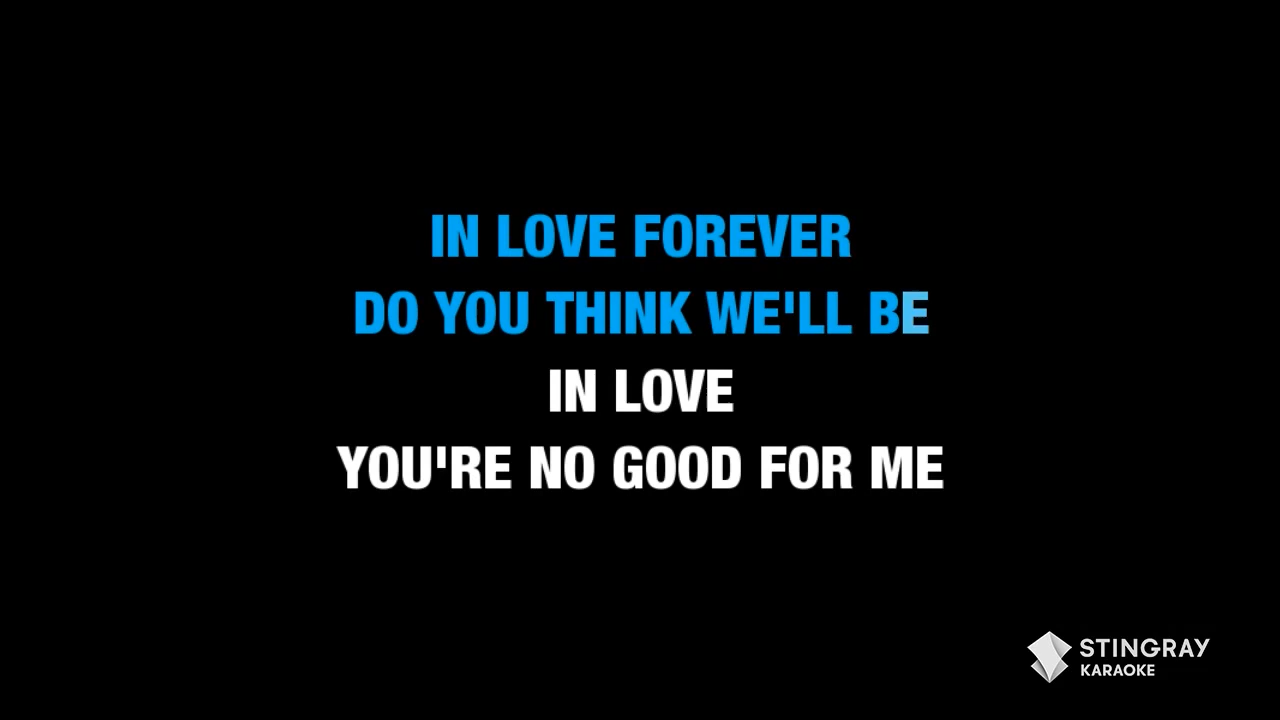 IN LOVE FOREVER
DO YOU THINK WE'LL BE
IN LOVE
YOU'RE NO GOOD FOR ME
STINGRAY
KARAOKE